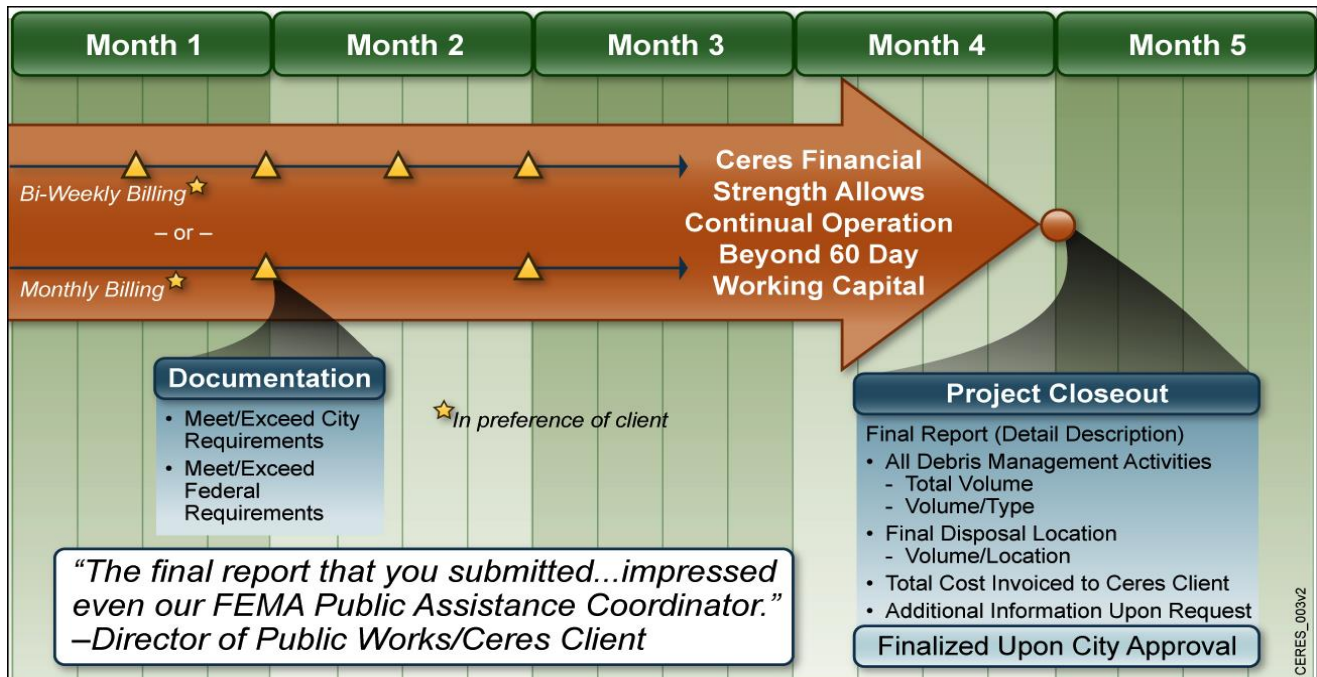 Month 1
Month 2
Month 3
Month 4
Month 5
Bi-Weekly Billing
– or –
Monthly Billing
Ceres Financial
Strength Allows
Continual Operation
Beyond 60 Day
Working Capital
Documentation
• Meet/Exceed City
Requirements
• Meet/Exceed
Federal
Requirements
In preference of client
“The final report that you submitted...impressed
even our FEMA Public Assistance Coordinator.”
–Director of Public Works/Ceres Client
Project Closeout
Final Report (Detail Description)
• All Debris Management Activities
- Total Volume
- Volume/Type
• Final Disposal Location
- Volume/Location
• Total Cost Invoiced to Ceres Client
• Additional Information Upon Request
Finalized Upon City Approval
CERES_003v2